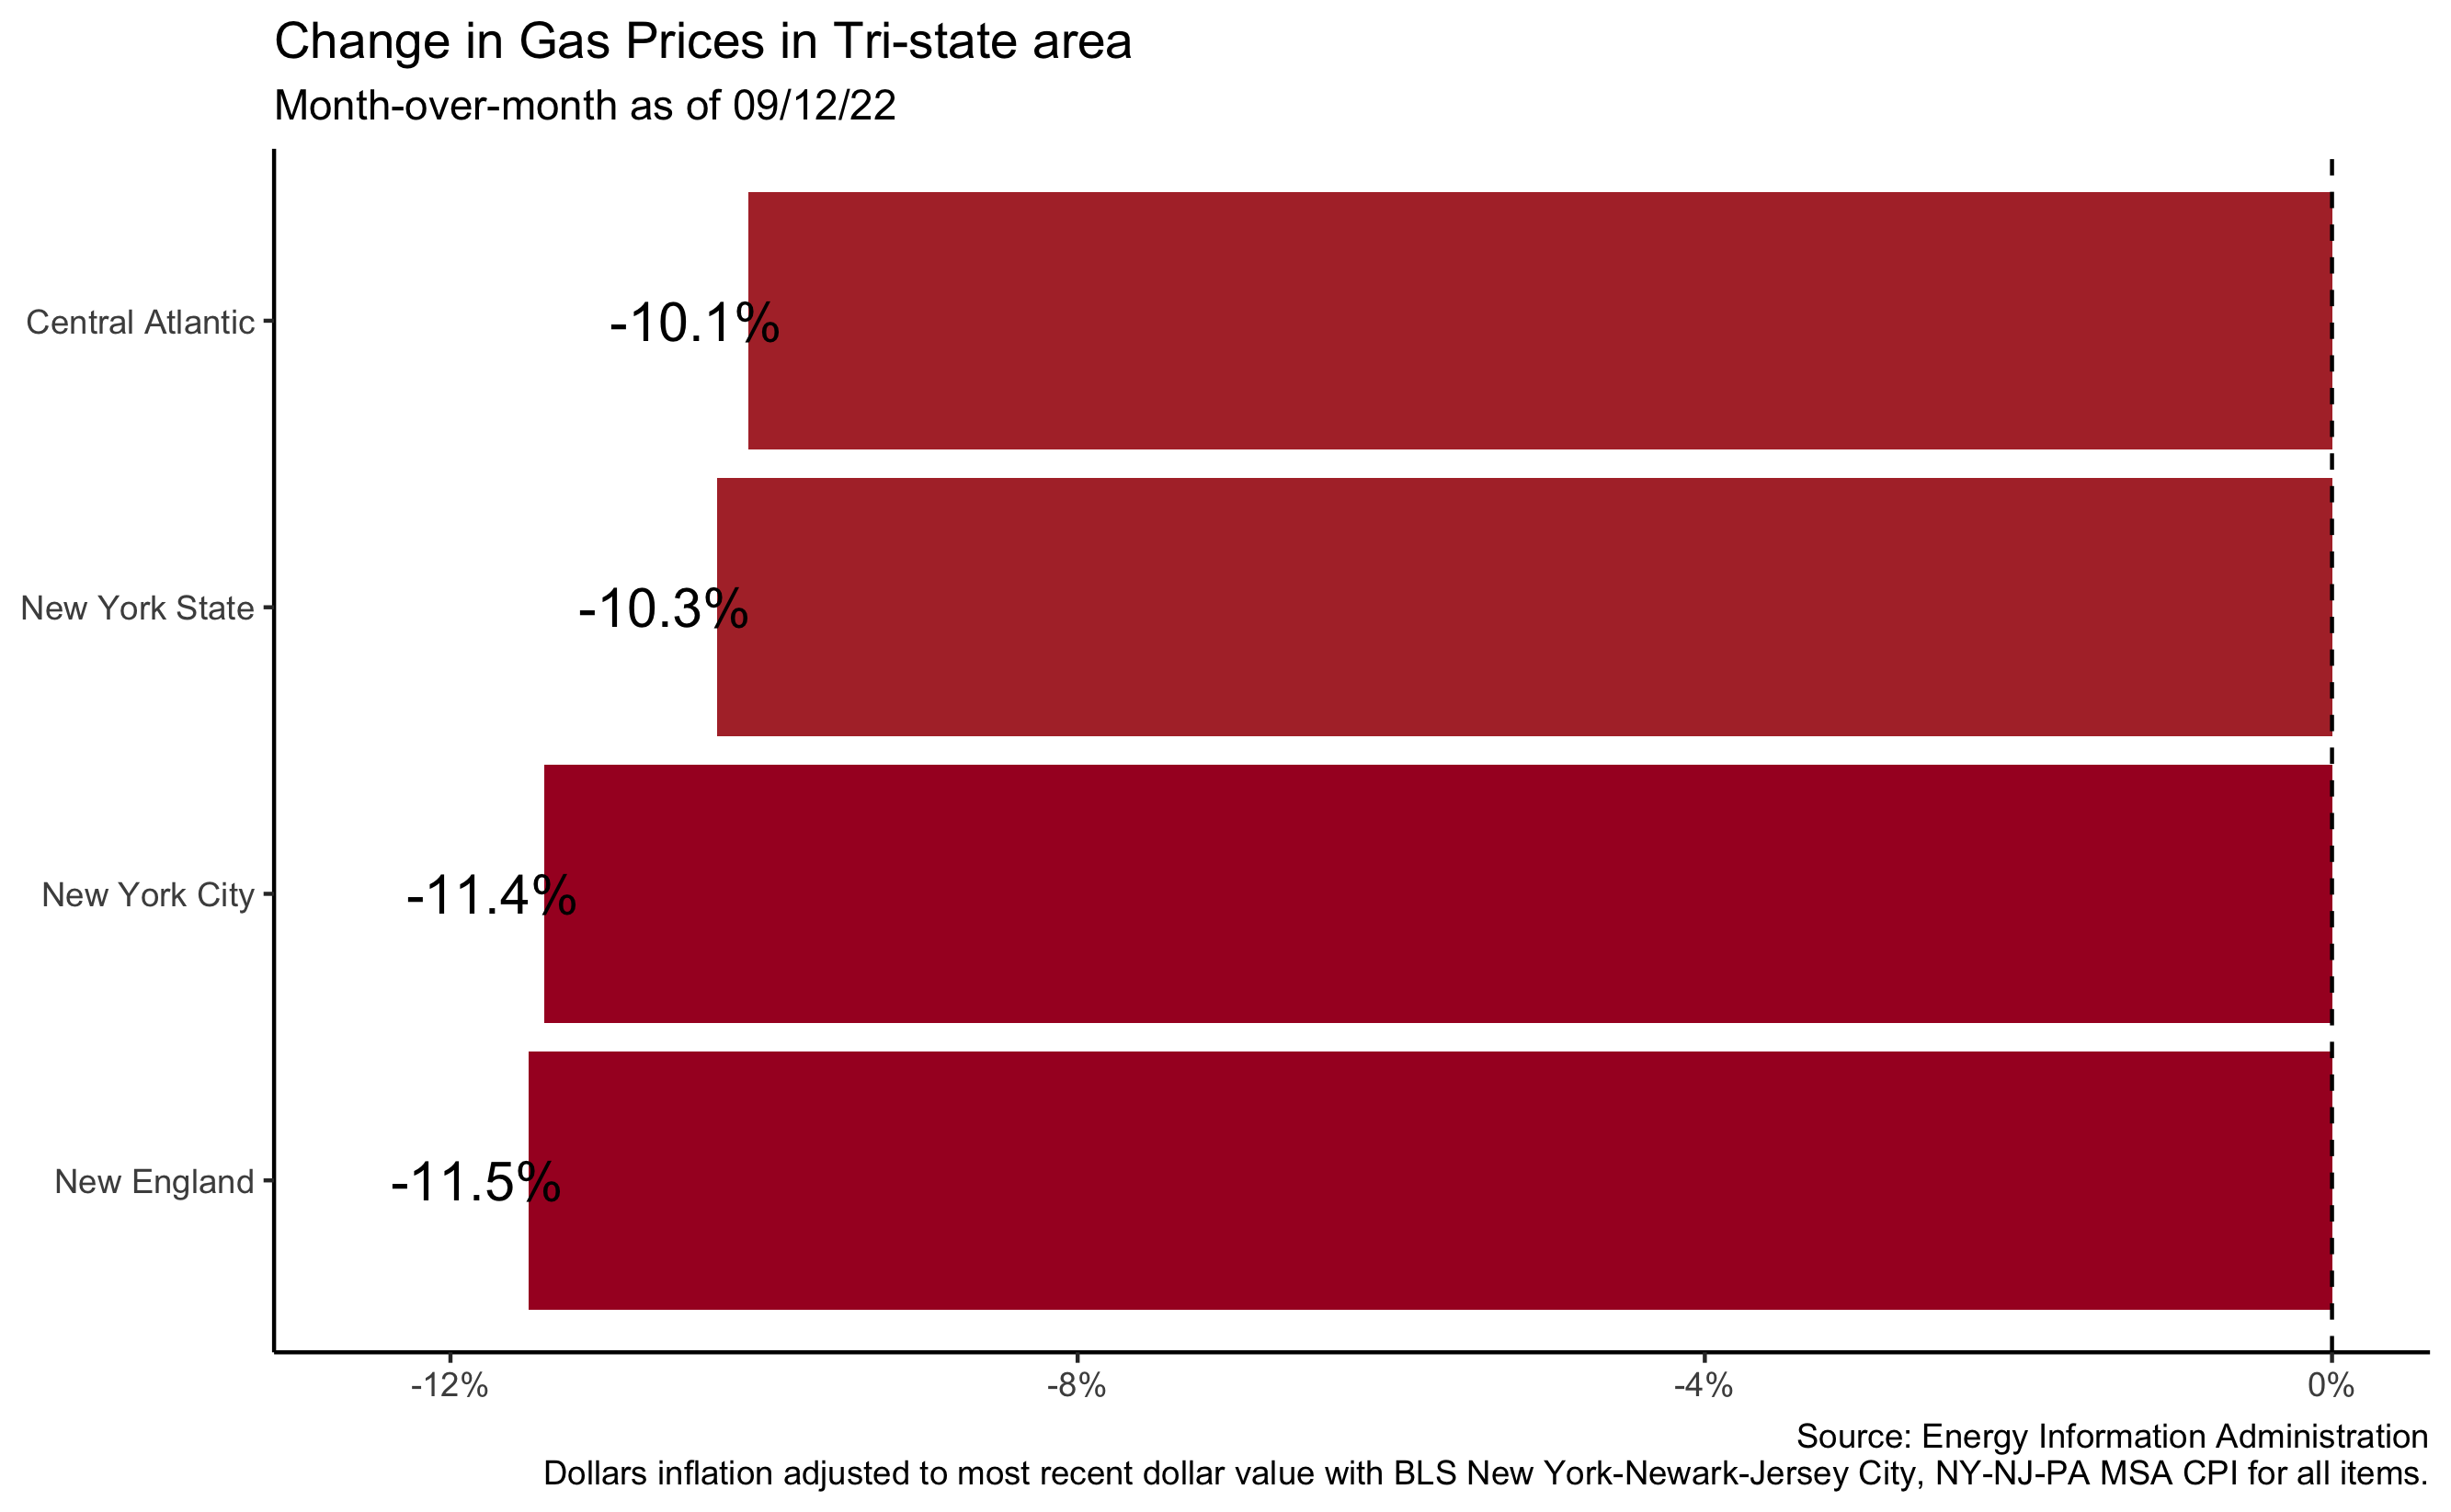 Change in Gas Prices in Tri-state area
Month-over-month as of 09/12/22
Central Atlantic
-10.1%
New York State
-10.3%
New York City
-11.4%
New England
-11.5%
-12%
-8%
-4%
0%
Source: Energy Information Administration
Dollars inflation adjusted to most recent dollar value with BLS New York-Newark-Jersey City, NY-NJ-PA MSA CPI for all items.